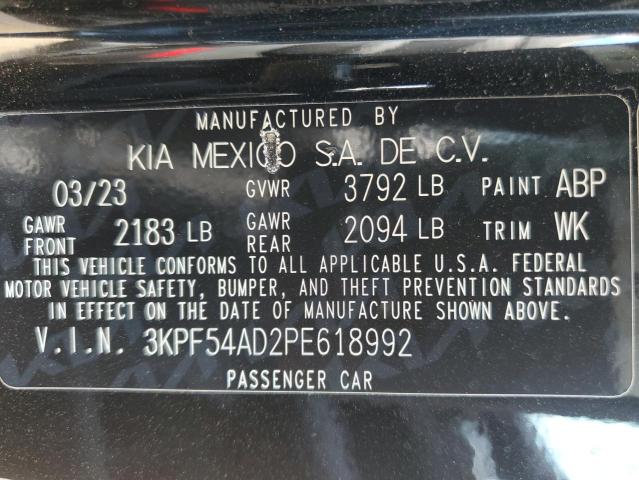 MANUFACTURED BY
KIA MEXICO S.A. DE C.V.
03/23 GVWR 3792 LB PAINT ABP
GAWR FRONT 2183 LB GAWR REAR 2094 LB TRIM WK
THIS VEHICLE CONFORMS TO ALL APPLICABLE U.S.A. FEDERAL
MOTOR VEHICLE SAFETY, BUMPER, AND THEFT PREVENTION STANDARDS
IN EFFECT ON THE DATE OF MANUFACTURE SHOWN ABOVE.
V.I.N. 3KPF54AD2PE618992
PASSENGER CAR